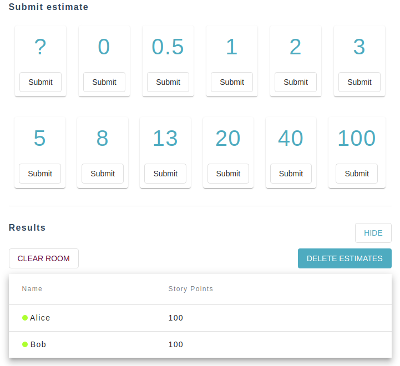 Submit estimate
? 0 0.5 1 2 3
Submit Submit Submit Submit Submit Submit
5 8 13 20 40 100
Submit Submit Submit Submit Submit Submit
Results
HIDE
CLEAR ROOM DELETE ESTIMATES
Name Story Points
Alice 100
Bob 100